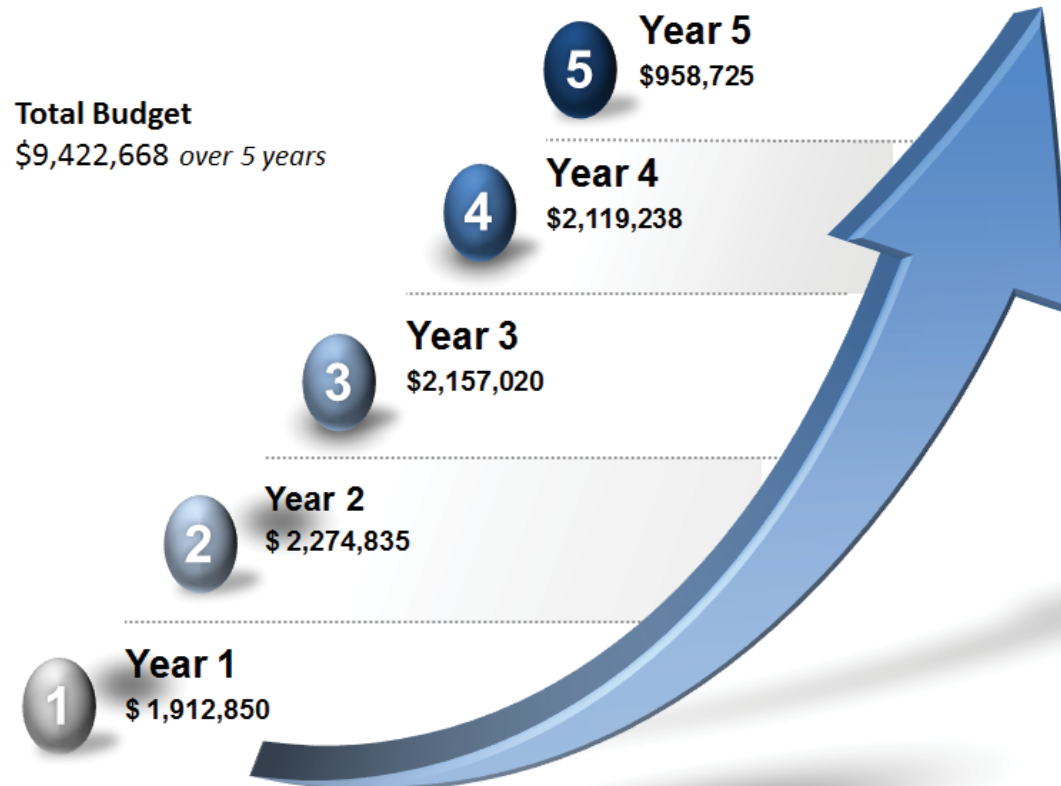 5
Year 5
$958,725
Total Budget
$9,422,668 over 5 years
4
Year 4
$2,119,238
3
Year 3
$2,157,020
2
Year 2
$ 2,274,835
1
Year 1
$ 1,912,850